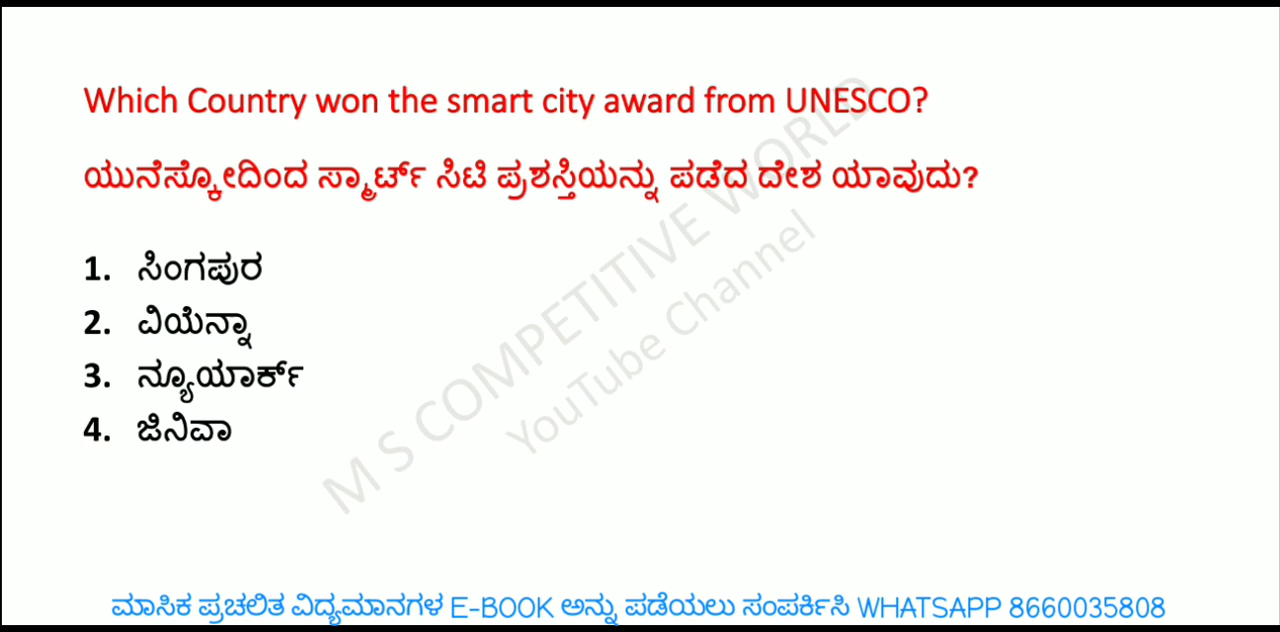 Which Country won the smart city award from UNESCO?
ಯುನೆಸ್ಕೋದಿಂದ ಸ್ಮಾರ್ಟ್ ಸಿಟಿ ಪ್ರಶಸ್ತಿಯನ್ನು ಪಡೆದ ದೇಶ ಯಾವುದು?
1. ಸಿಂಗಪುರ
2. ವಿಯೆನ್ನಾ
3. ನ್ಯೂಯಾರ್ಕ್
4. ಜಿನಿವಾ
M S COMPETITIVE WORLD
YouTube Channel
ಮಾಸಿಕ ಪ್ರಚಲಿತ ವಿದ್ಯಮಾನಗಳ E-BOOK ಅನ್ನು ಪಡೆಯಲು ಸಂಪರ್ಕಿಸಿ WHATSAPP 8660035808